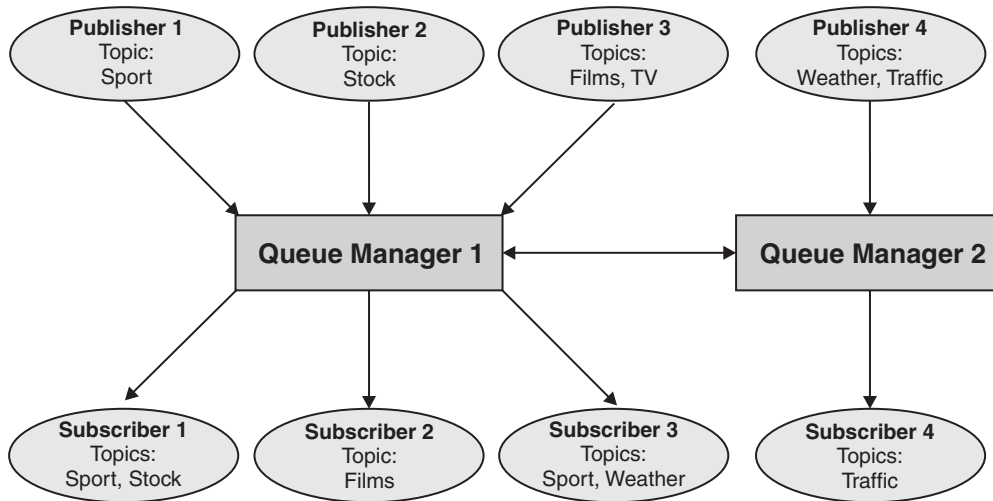 Publisher 1
Topic:
Sport
Publisher 2
Topic:
Stock
Publisher 3
Topics:
Films, TV
Publisher 4
Topics:
Weather, Traffic
Queue Manager 1
Queue Manager 2
Subscriber 1
Topics:
Sport, Stock
Subscriber 2
Topic:
Films
Subscriber 3
Topics:
Sport, Weather
Subscriber 4
Topics:
Traffic